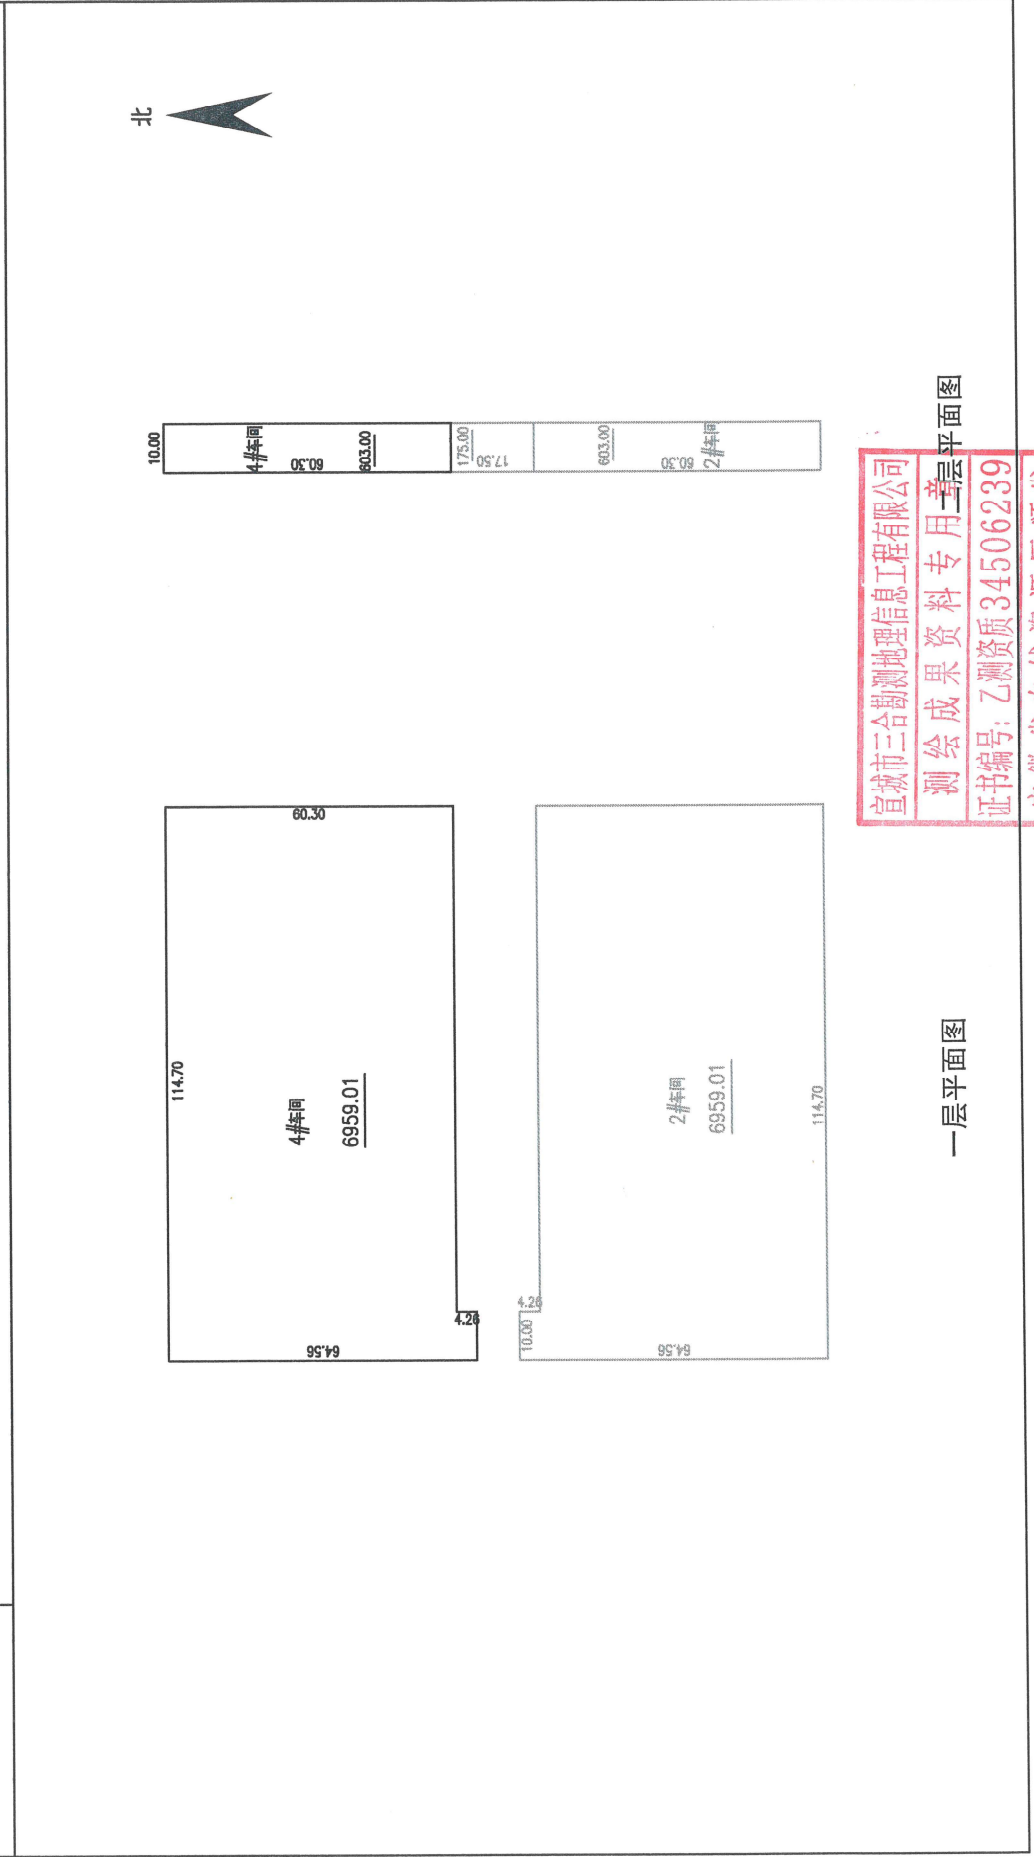 北
114.70
4#车间
6959.01
60.30
64.56
4.26
10.00
4.26
2#车间
6959.01
64.56
114.70
一层平面图
10.00
4#车间
60.30
603.00
175.00
17.50
603.00
60.30
2#车间
二层平面图
宣城市三合勘测地理信息工程有限公司
测绘成果资料专用章
证书编号: 乙测资质34506239